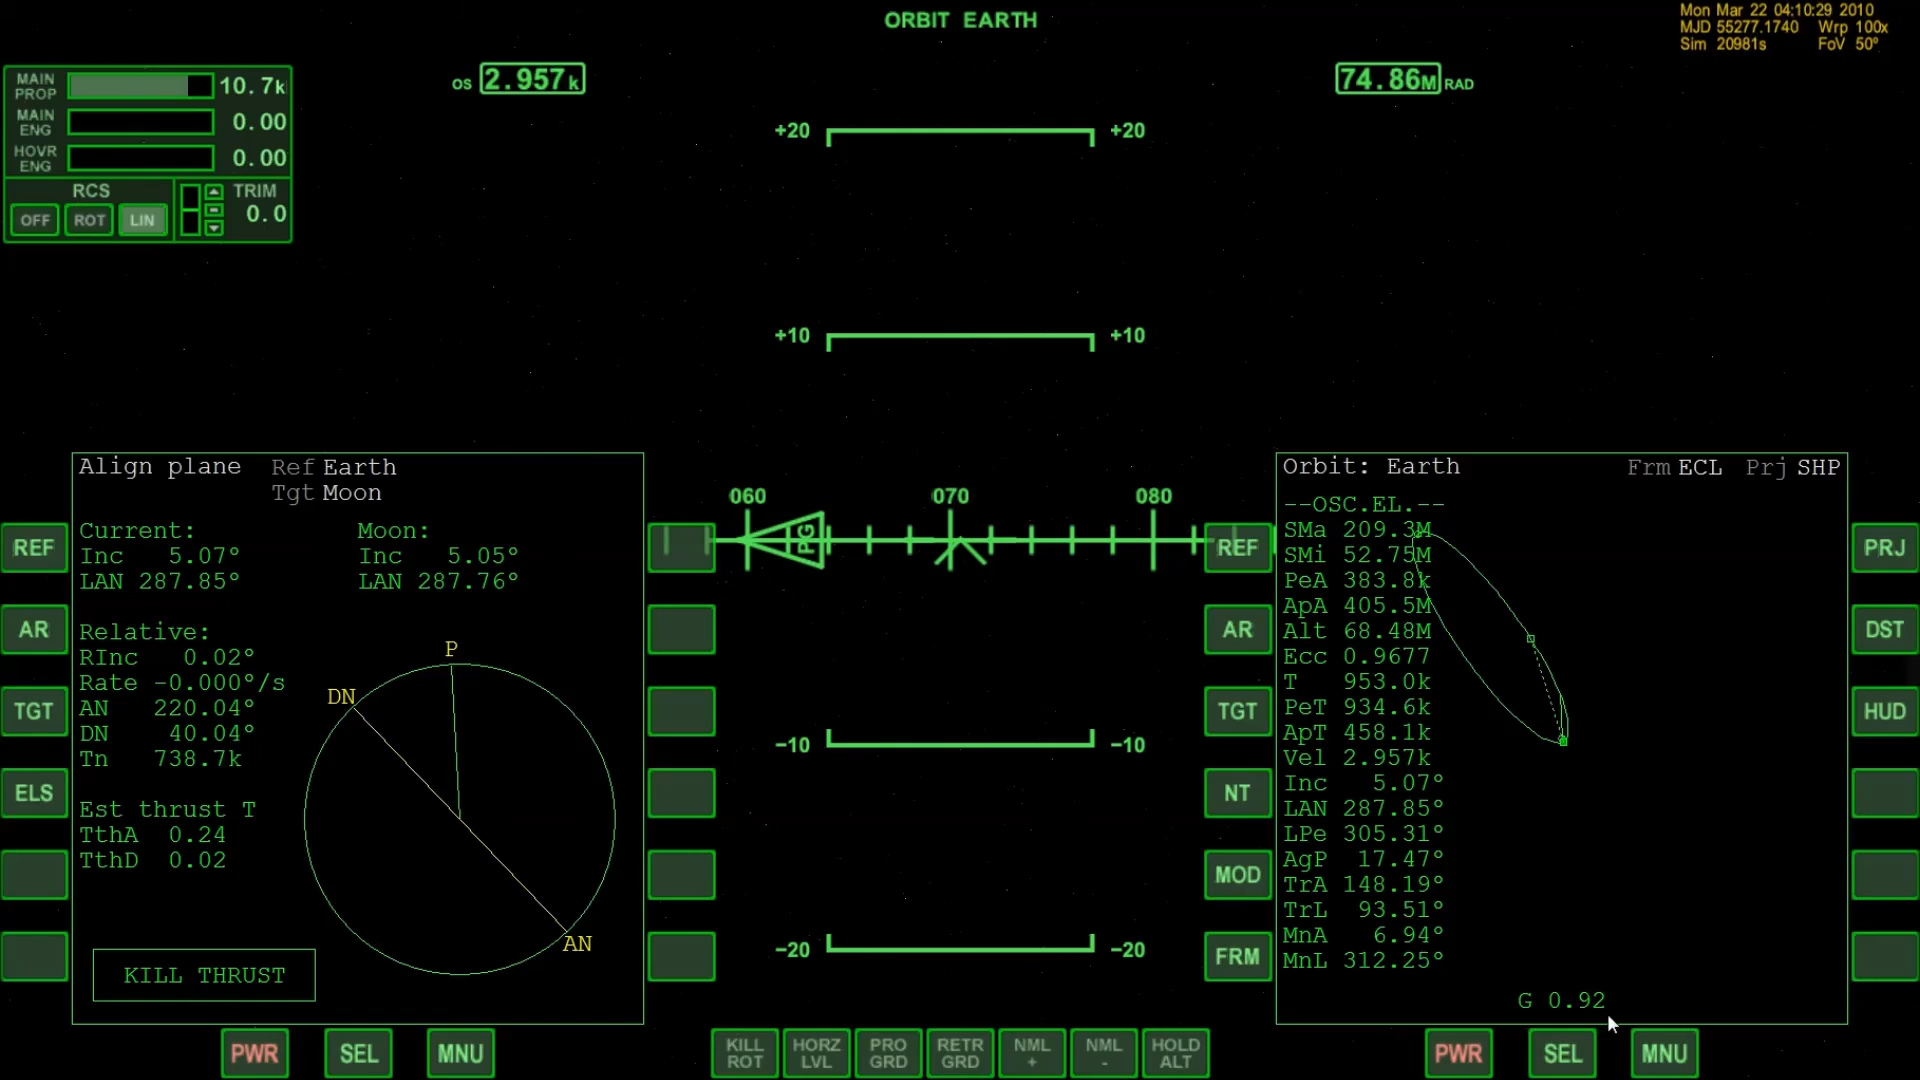 ORBIT EARTH
Mon Mar 22 04:10:29 2010
MJD 55277.1740 Wrp 100x
Sim 20981s FoV 50°
MAIN PROP 10.7k
MAIN ENG 0.00
HOVR ENG 0.00
RCS TRIM
OFF ROT LIN 0.0
OS 2.957k
74.86M RAD
+20 +20
+10 +10
060 070 080
PG
-10 -10
-20 -20
Align plane Ref Earth
Tgt Moon
Current: Moon:
Inc 5.07° Inc 5.05°
LAN 287.85° LAN 287.76°
Relative:
RInc 0.02°
Rate -0.000°/s
AN 220.04°
DN 40.04°
Tn 738.7k
Est thrust T
TthA 0.24
TthD 0.02
KILL THRUST
P
DN
AN
REF
AR
TGT
ELS
PWR SEL MNU
Orbit: Earth Frm ECL Prj SHP
--OSC.EL.--
SMa 209.3M
SMi 52.75M
PeA 383.8k
ApA 405.5M
Alt 68.48M
Ecc 0.9677
T 953.0k
PeT 934.6k
ApT 458.1k
Vel 2.957k
Inc 5.07°
LAN 287.85°
LPe 305.31°
AgP 17.47°
TrA 148.19°
TrL 93.51°
MnA 6.94°
MnL 312.25°
G 0.92
REF
AR
TGT
NT
MOD
FRM
PRJ
DST
HUD
KILL ROT
HORZ LVL
PRO GRD
RETR GRD
NML +
NML -
HOLD ALT
PWR SEL MNU